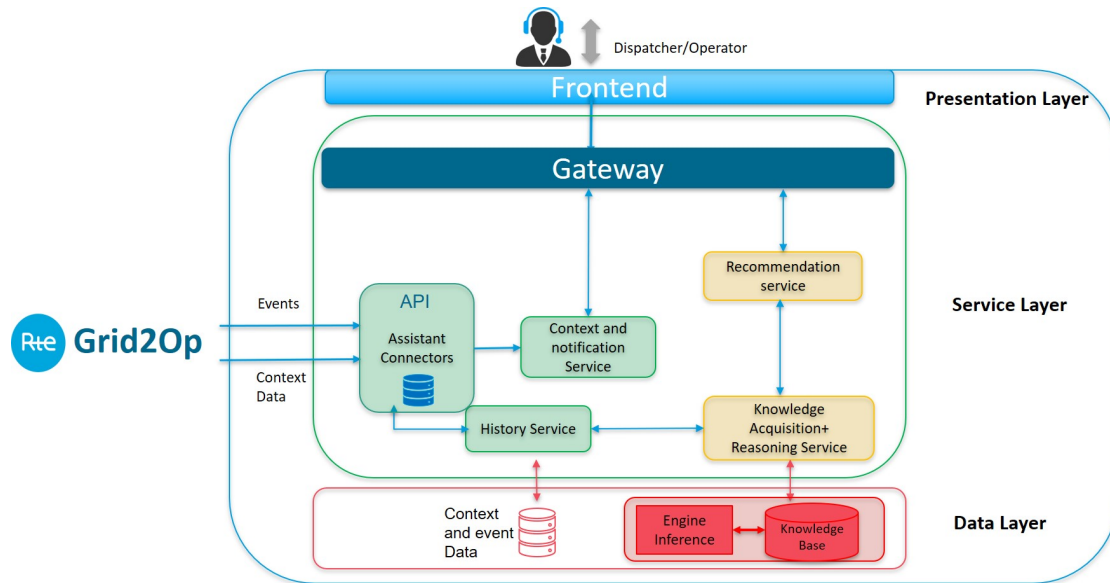 Dispatcher/Operator
Frontend
Presentation Layer
Gateway
Recommendation
service
Events
API
Assistant
Connectors
Context and
notification
Service
Service Layer
Rte
Grid2Op
Context
Data
History Service
Knowledge
Acquisition+
Reasoning Service
Context
and event
Data
Engine
Inference
Knowledge
Base
Data Layer